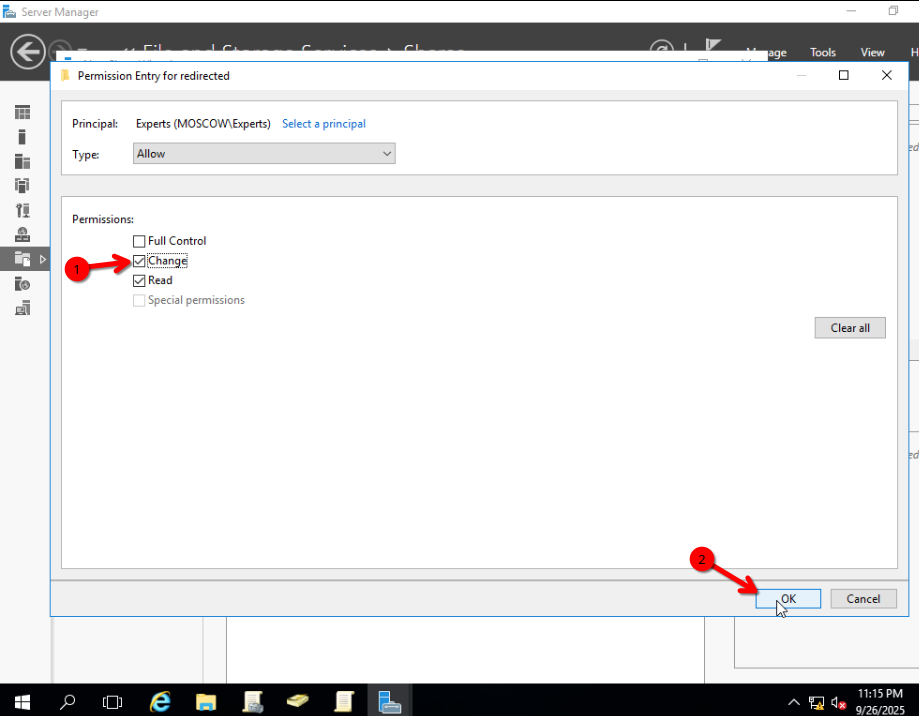 Server Manager
File and Storage Services Shares
Manage Tools View H
Permission Entry for redirected
Principal: Experts (MOSCOW\Experts) Select a principal
Type: Allow
Permissions:
Full Control
1
Change
Read
Special permissions
Clear all
2
OK Cancel
11:15 PM
9/26/2025